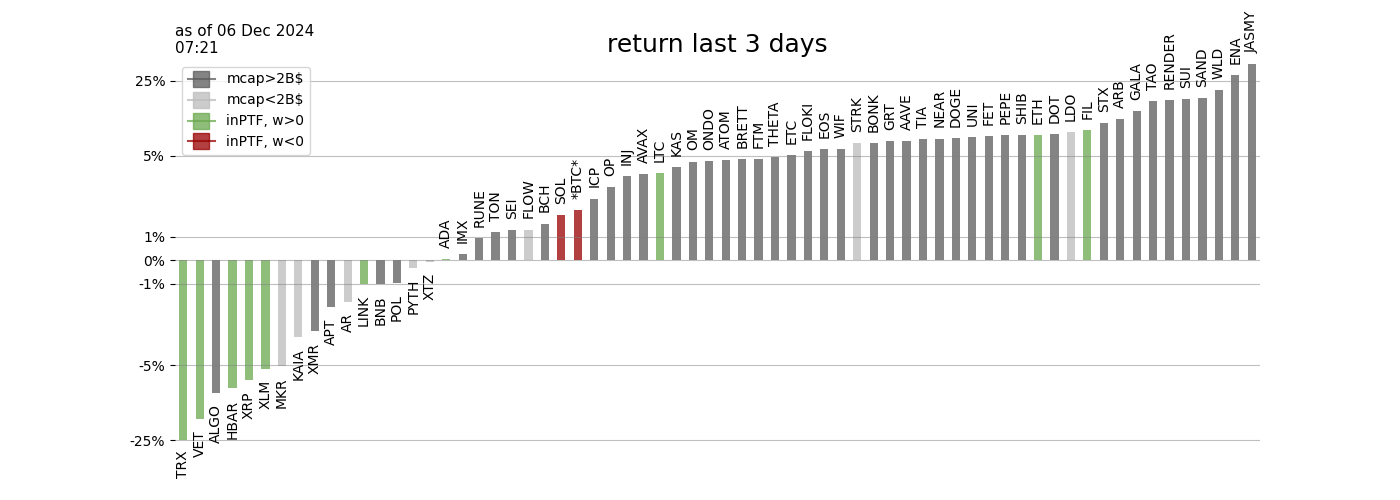 as of 06 Dec 2024
07:21
return last 3 days
mcap>2B$
mcap<2B$
inPTF, w>0
inPTF, w<0
25%
5%
1%
0%
-1%
-5%
-25%
TRX
VET
ALGO
HBAR
XRP
XLM
MKR
KAIA
XMR
APT
AR
LINK
BNB
POL
PYTH
XTZ
ADA
IMX
RUNE
TON
SEI
FLOW
BCH
SOL
*BTC*
ICP
OP
INJ
AVAX
LTC
KAS
OM
ONDO
ATOM
BRETT
FTM
THETA
ETC
FLOKI
EOS
WIF
STRK
BONK
GRT
AAVE
TIA
NEAR
DOGE
UNI
FET
PEPE
SHIB
ETH
DOT
LDO
FIL
STX
ARB
GALA
TAO
RENDER
SUI
SAND
WLD
ENA
JASMY